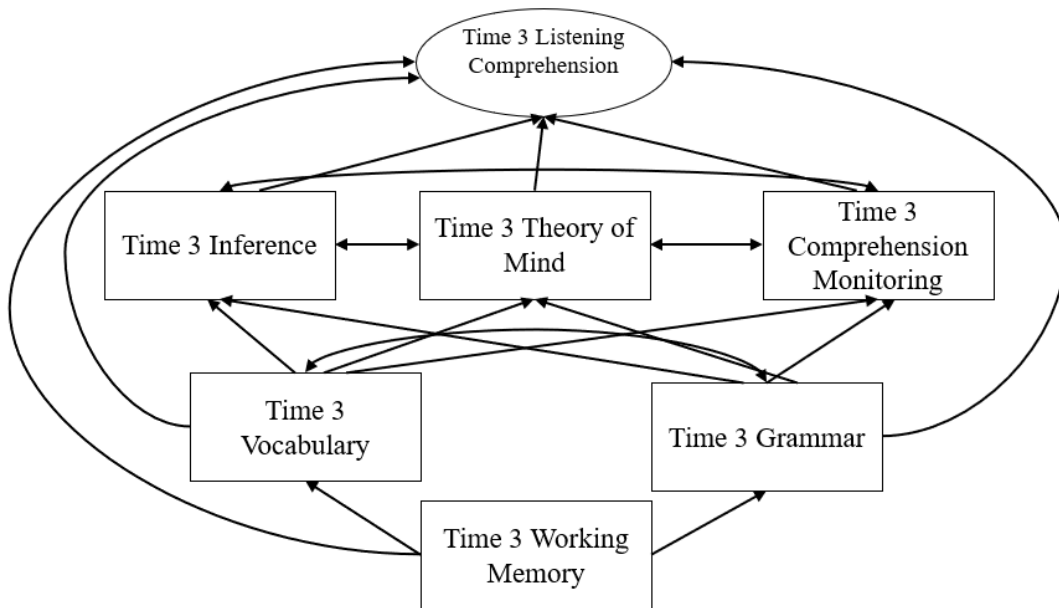 Time 3 Listening
Comprehension
Time 3 Inference
Time 3 Theory of
Mind
Time 3
Comprehension
Monitoring
Time 3
Vocabulary
Time 3 Grammar
Time 3 Working
Memory